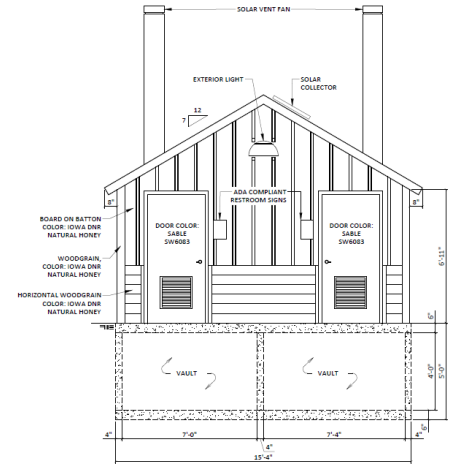 SOLAR VENT FAN
EXTERIOR LIGHT
SOLAR
COLLECTOR
12
7
8"
ADA COMPLIANT
RESTROOM SIGNS
8"
BOARD ON BATTON
COLOR: IOWA DNR
NATURAL HONEY
DOOR COLOR:
SABLE
SW6083
DOOR COLOR:
SABLE
SW6083
WOODGRAIN,
COLOR: IOWA DNR
NATURAL HONEY
6'-11"
HORIZONTAL WOODGRAIN
COLOR: IOWA DNR
NATURAL HONEY
6"
VAULT
VAULT
4'-0"
5'-0"
6"
4"
7'-0"
4"
7'-4"
4"
15'-4"